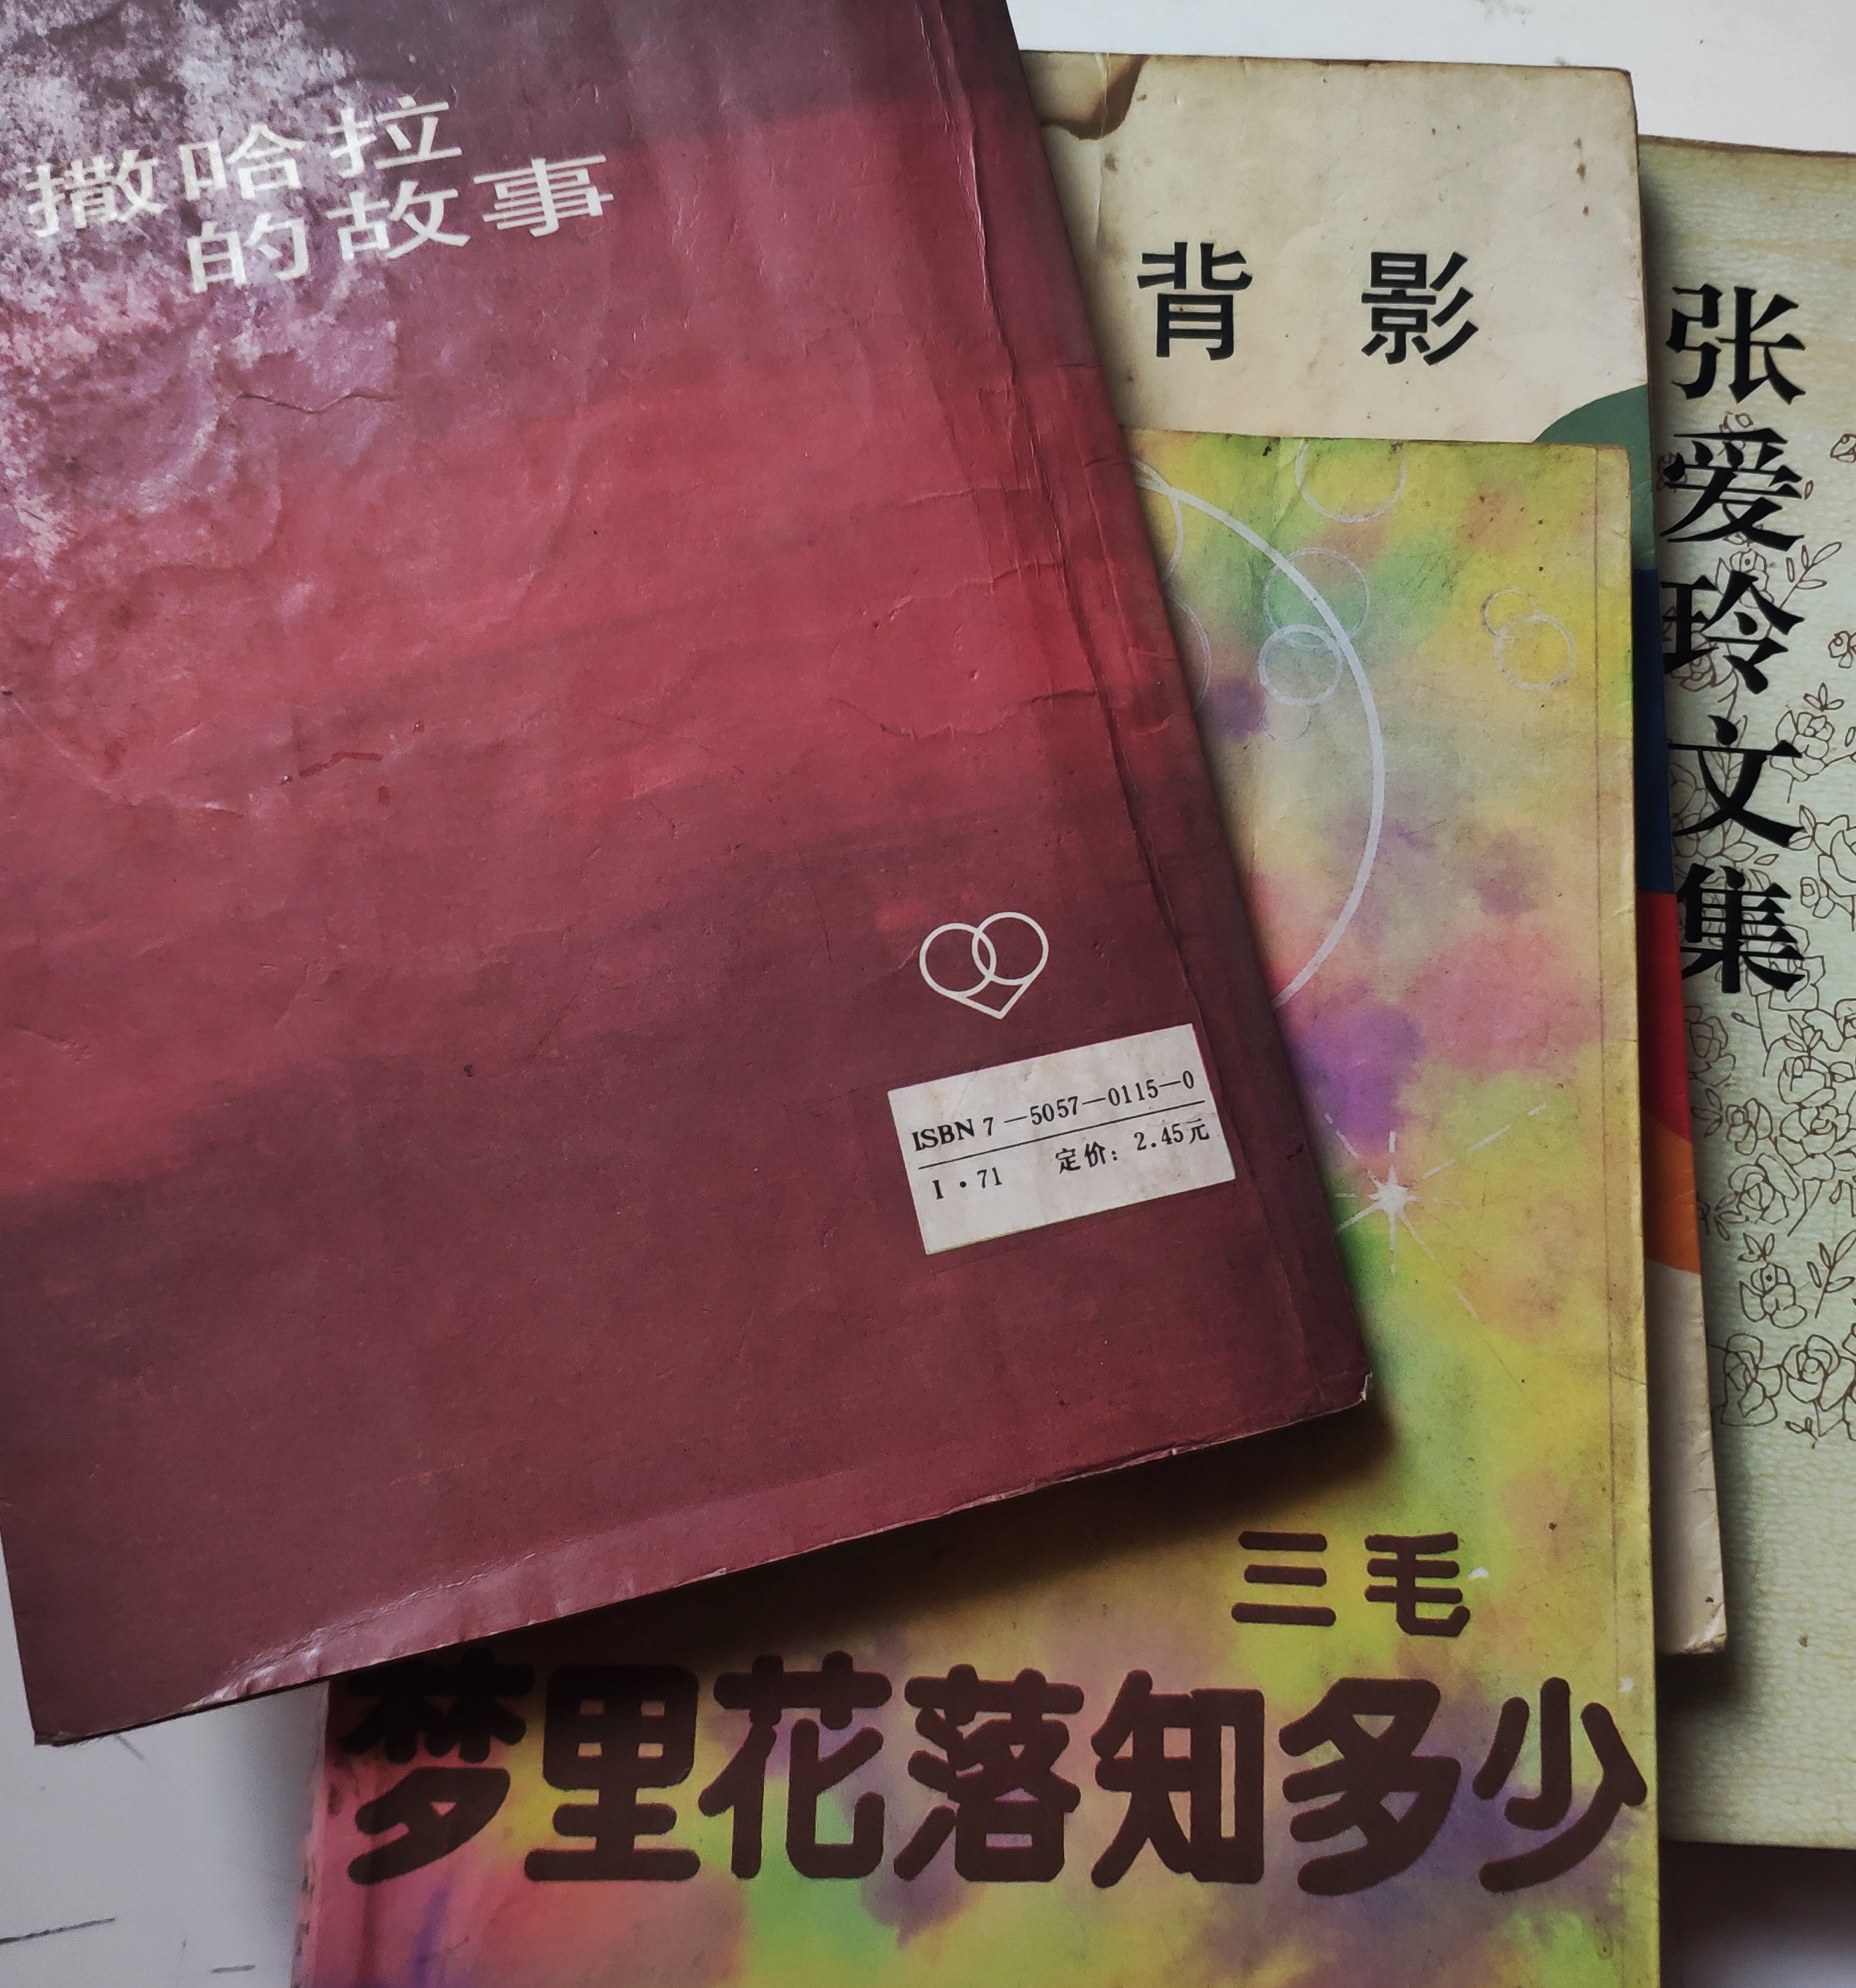 撒哈拉
的故事
ISBN 7—5057—0115—0
I·71 定价：2.45元
背影
三毛
梦里花落知多少
张爱玲文集